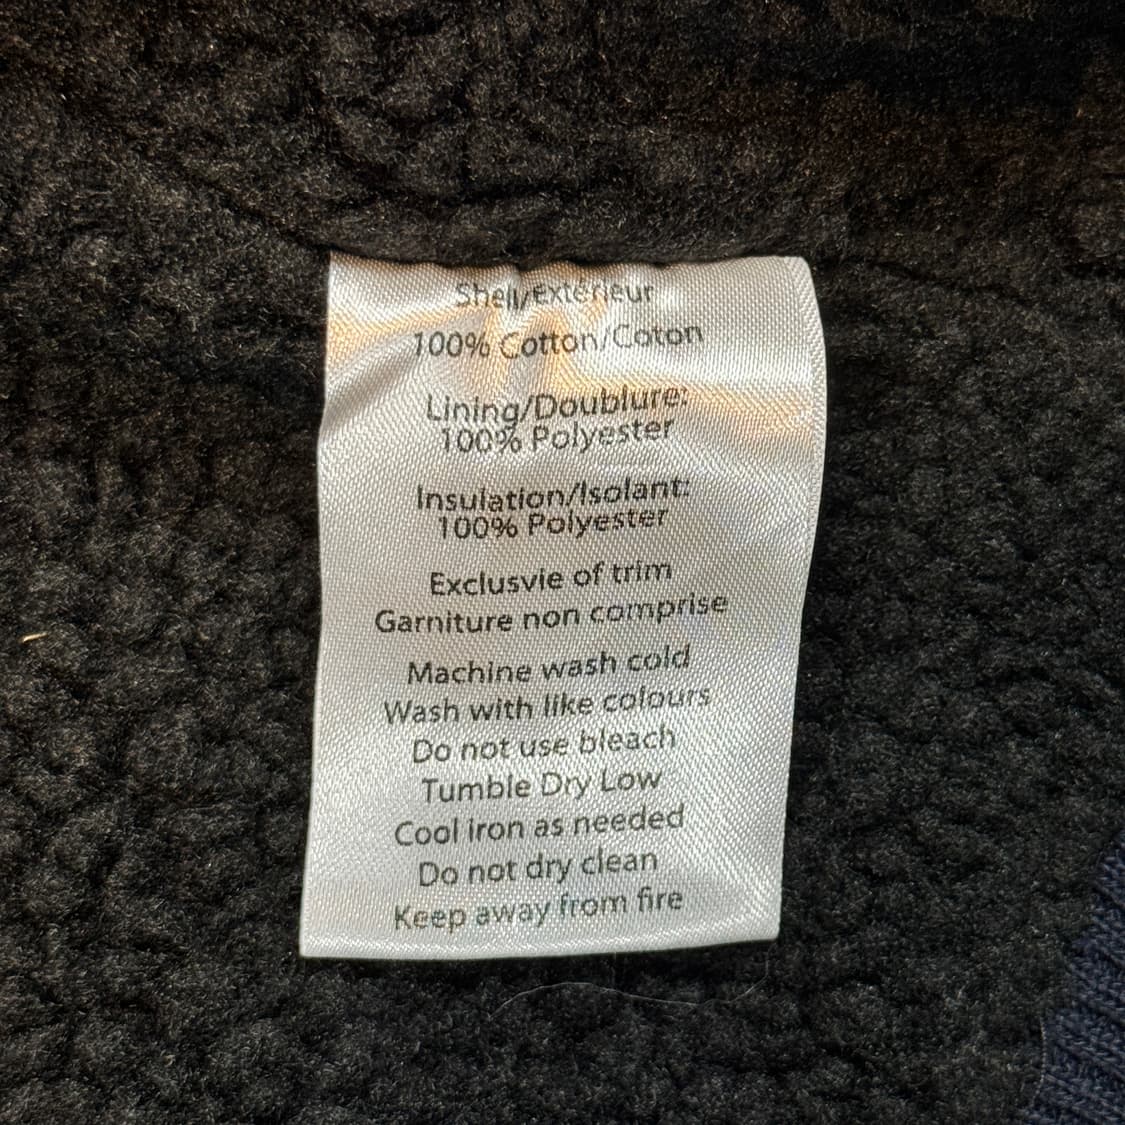 Shell/Extérieur
100% Cotton/Coton
Lining/Doublure:
100% Polyester
Insulation/Isolant:
100% Polyester
Exclusvie of trim
Garniture non comprise
Machine wash cold
Wash with like colours
Do not use bleach
Tumble Dry Low
Cool iron as needed
Do not dry clean
Keep away from fire